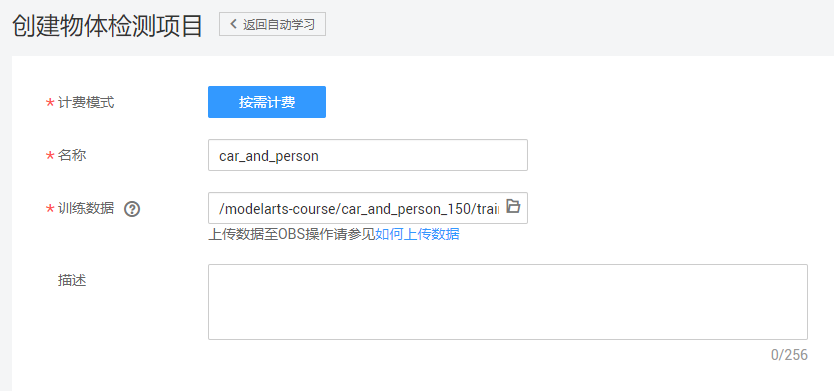 创建物体检测项目 < 返回自动学习
* 计费模式 按需计费
* 名称 car_and_person
* 训练数据 ? /modelarts-course/car_and_person_150/trai
上传数据至OBS操作请参见如何上传数据
描述
0/256